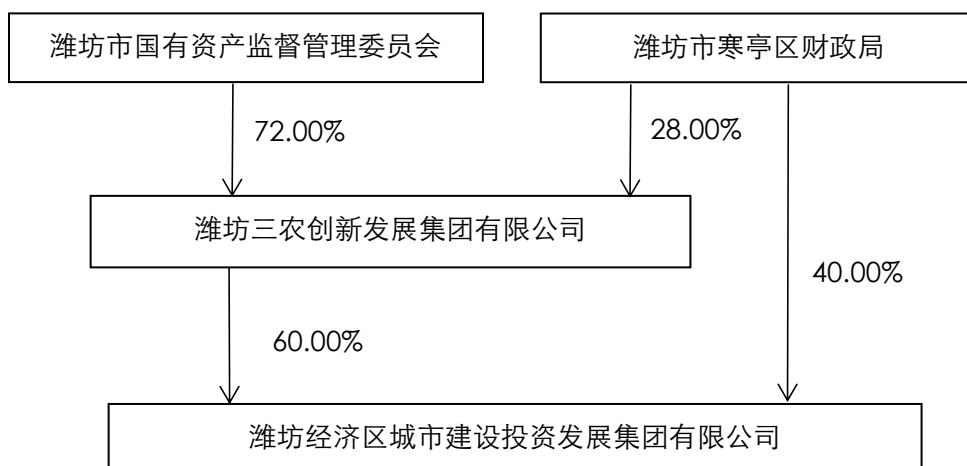 潍坊市国有资产监督管理委员会
潍坊市寒亭区财政局
72.00%
28.00%
潍坊三农创新发展集团有限公司
40.00%
60.00%
潍坊经济区城市建设投资发展集团有限公司